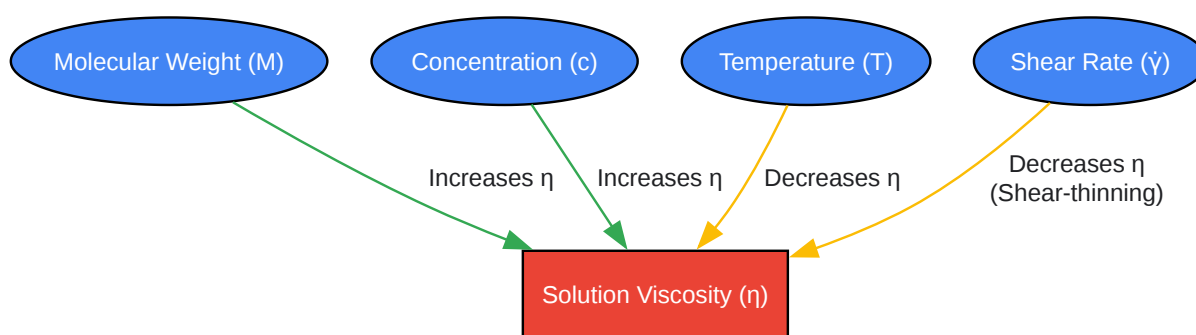 Molecular Weight (M)
Concentration (c)
Temperature (T)
Shear Rate (γ̇)
Increases η
Increases η
Decreases η
Decreases η
(Shear-thinning)
Solution Viscosity (η)